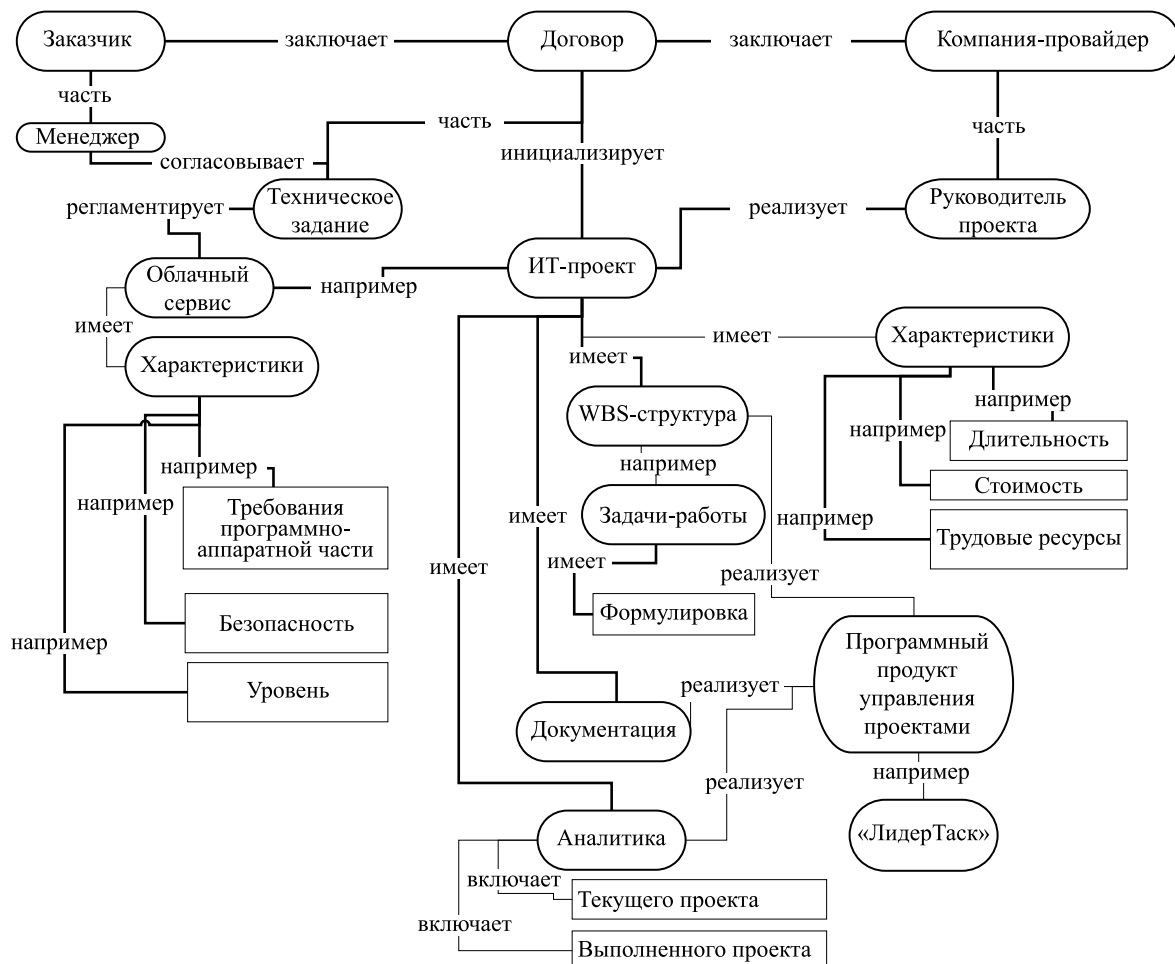 Заказчик
заключает
Договор
заключает
Компания-провайдер
часть
Менеджер
часть
часть
согласовывает
инициализирует
Техническое
задание
регламентирует
реализует
Руководитель
проекта
Облачный
сервис
например
ИТ-проект
имеет
Характеристики
имеет
имеет
Характеристики
WBS-структура
например
Длительность
например
Стоимость
например
Трудовые ресурсы
например
Требования
программно-
аппаратной части
например
Безопасность
например
Уровень
например
Задачи-работы
имеет
Формулировка
имеет
имеет
реализует
Программный
продукт
управления
проектами
реализует
Документация
реализует
например
«ЛидерТаск»
Аналитика
включает
Текущего проекта
включает
Выполненного проекта